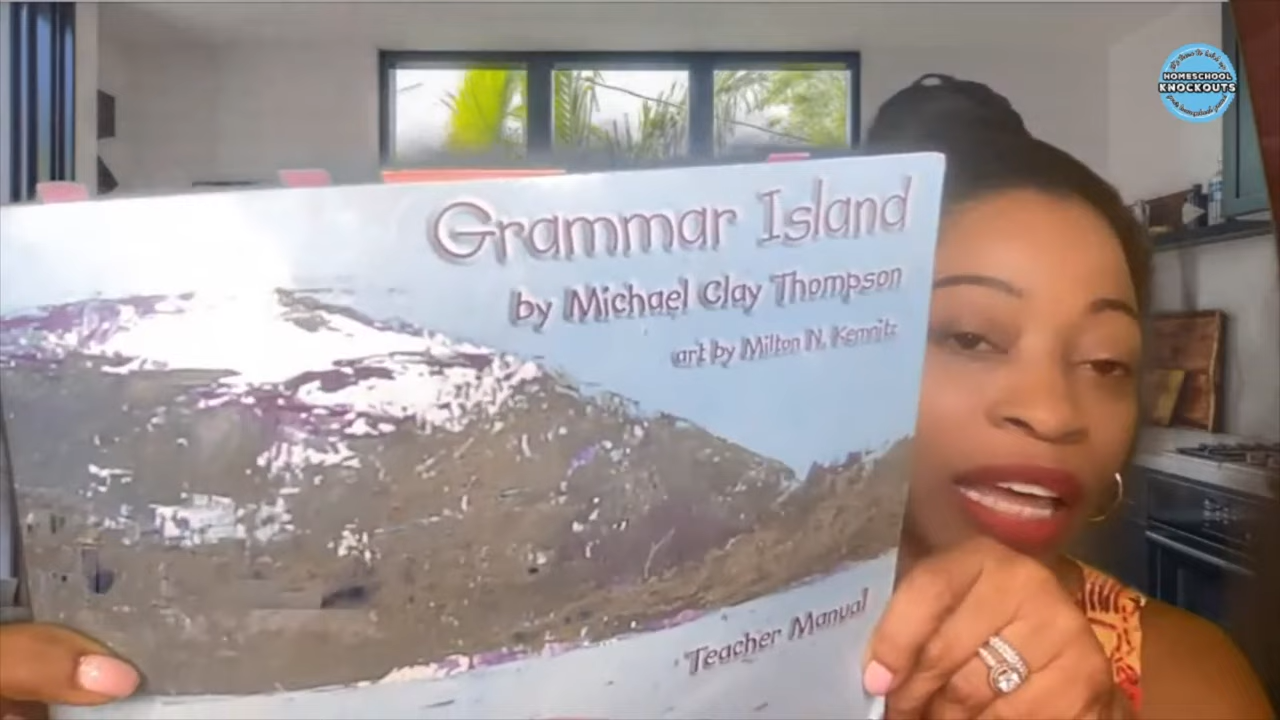 HOMESCHOOL
KNOCKOUTS
Grammar Island
by Michael Clay Thompson
art by Milton N. Kemnitz
Teacher Manual